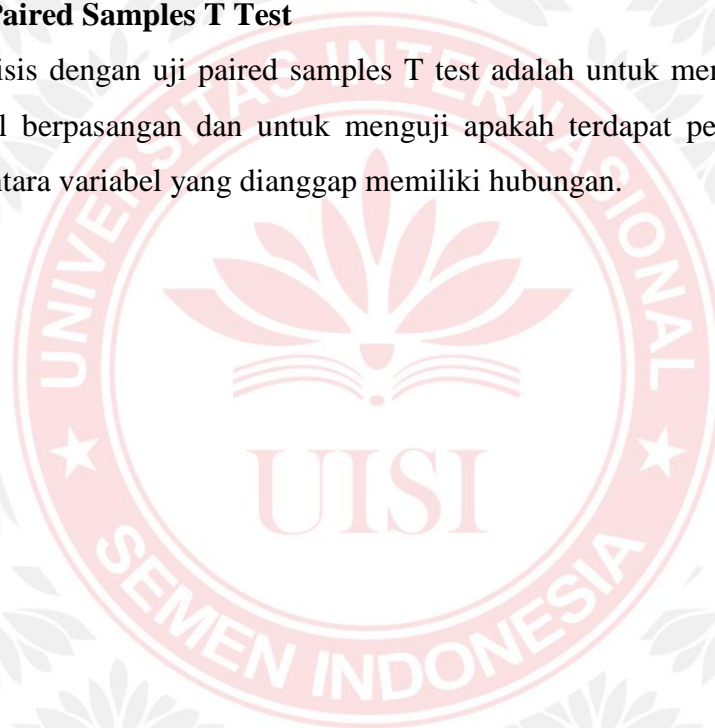 Paired Samples T Test
isis dengan uji paired samples T test adalah untuk mer
l berpasangan dan untuk menguji apakah terdapat pe
ntara variabel yang dianggap memiliki hubungan.
UNIVERSITAS INTERNASIONAL
UISI
SEMEN INDONESIA